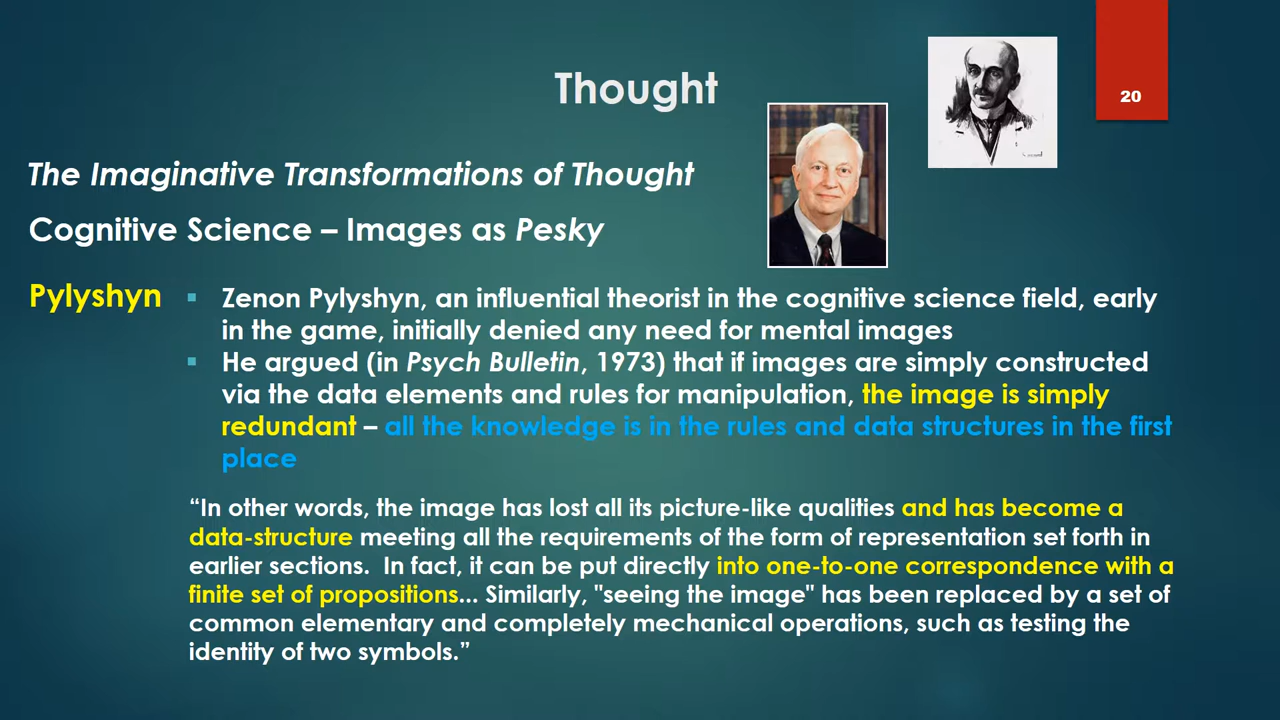 Thought
20
The Imaginative Transformations of Thought
Cognitive Science – Images as Pesky
Pylyshyn
▪ Zenon Pylyshyn, an influential theorist in the cognitive science field, early
in the game, initially denied any need for mental images
▪ He argued (in Psych Bulletin, 1973) that if images are simply constructed
via the data elements and rules for manipulation, the image is simply
redundant – all the knowledge is in the rules and data structures in the first
place
“In other words, the image has lost all its picture-like qualities and has become a
data-structure meeting all the requirements of the form of representation set forth in
earlier sections. In fact, it can be put directly into one-to-one correspondence with a
finite set of propositions... Similarly, "seeing the image" has been replaced by a set of
common elementary and completely mechanical operations, such as testing the
identity of two symbols.”